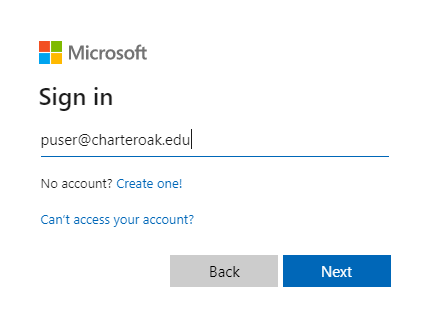 Microsoft
Sign in
puser@charteroak.edu
No account? Create one!
Can't access your account?
Back Next